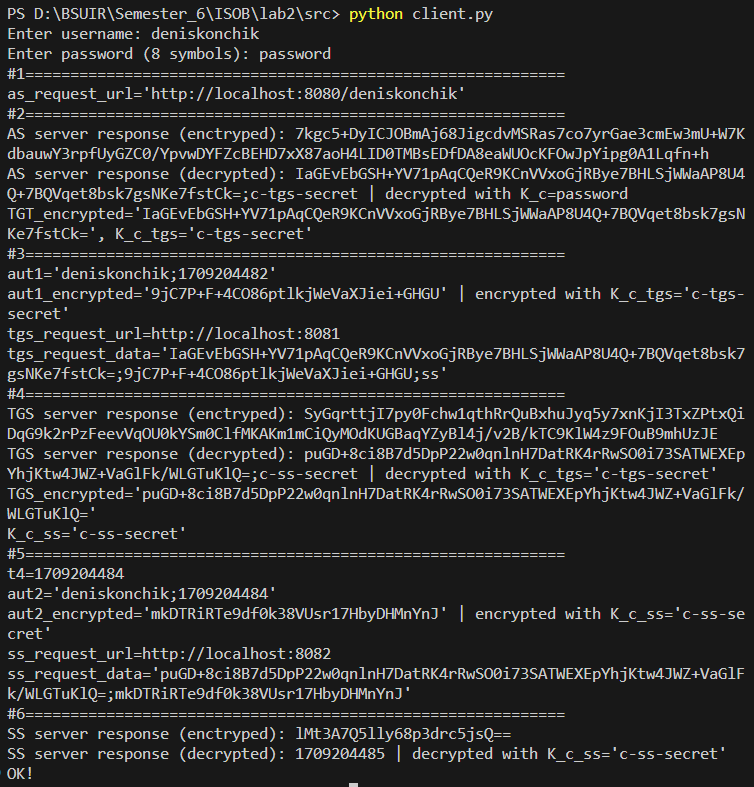 PS D:\BSUIR\Semester_6\ISOB\lab2\src> python client.py
Enter username: deniskonchik
Enter password (8 symbols): password
#1============================================================
as_request_url='http://localhost:8080/deniskonchik'
#2============================================================
AS server response (enctryped): 7kgc5+DyICJOBmAj68JigcdvMSRas7co7yrGae3cmEw3mU+W7K
dbauwY3rpfUyGZC0/YpvwDYFZcBEHD7xX87aoH4LID0TMBsEDfDA8eaWUOcKFOwJpYipg0A1Lqfn+h
AS server response (decrypted): IaGEvEbGSH+YV71pAqCQeR9KCnVVxoGjRBye7BHLSjWWaAP8U4
Q+7BQVqet8bsk7gsNKe7fstCk=;c-tgs-secret | decrypted with K_c=password
TGT_encrypted='IaGEvEbGSH+YV71pAqCQeR9KCnVVxoGjRBye7BHLSjWWaAP8U4Q+7BQVqet8bsk7gsN
Ke7fstCk=', K_c_tgs='c-tgs-secret'
#3============================================================
aut1='deniskonchik;1709204482'
aut1_encrypted='9jC7P+F+4CO86ptlkjWeVaXJiei+GHGU' | encrypted with K_c_tgs='c-tgs-
secret'
tgs_request_url=http://localhost:8081
tgs_request_data='IaGEvEbGSH+YV71pAqCQeR9KCnVVxoGjRBye7BHLSjWWaAP8U4Q+7BQVqet8bsk7
gsNKe7fstCk=;9jC7P+F+4CO86ptlkjWeVaXJiei+GHGU;ss'
#4============================================================
TGS server response (enctryped): SyGqrttjI7py0Fchw1qthRrQuBxhuJyq5y7xnKjI3TxZPtxQi
DqG9k2rPzFeevVqOU0kYSm0ClfMKAKm1mCiQyMOdKUGBaqYZyBl4j/v2B/kTC9KlW4z9FOuB9mhUzJE
TGS server response (decrypted): puGD+8ci8B7d5DpP22w0qnlnH7DatRK4rRwSO0i73SATWEXEp
YhjKtw4JWZ+VaGlFk/WLGTuKlQ=;c-ss-secret | decrypted with K_c_tgs='c-tgs-secret'
TGS_encrypted='puGD+8ci8B7d5DpP22w0qnlnH7DatRK4rRwSO0i73SATWEXEpYhjKtw4JWZ+VaGlFk/
WLGTuKlQ='
K_c_ss='c-ss-secret'
#5============================================================
t4=1709204484
aut2='deniskonchik;1709204484'
aut2_encrypted='mkDTRiRTe9df0k38VUsr17HbyDHMnYnJ' | encrypted with K_c_ss='c-ss-se
cret'
ss_request_url=http://localhost:8082
ss_request_data='puGD+8ci8B7d5DpP22w0qnlnH7DatRK4rRwSO0i73SATWEXEpYhjKtw4JWZ+VaGlF
k/WLGTuKlQ=;mkDTRiRTe9df0k38VUsr17HbyDHMnYnJ'
#6============================================================
SS server response (enctryped): lMt3A7Q5lly68p3drc5jsQ==
SS server response (decrypted): 1709204485 | decrypted with K_c_ss='c-ss-secret'
OK!